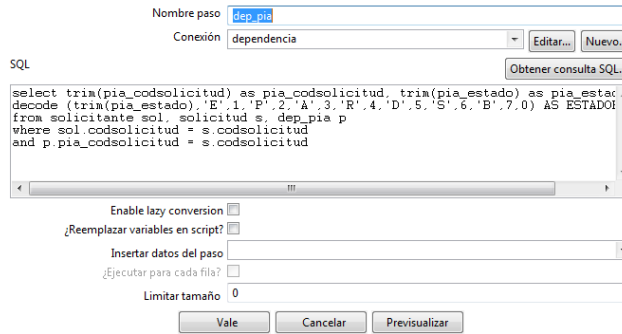 Nombre paso dep_pia
Conexión dependencia Editar... Nuevo..
SQL
Obtener consulta SQL..
select trim(pia_codsolicitud) as pia_codsolicitud, trim(pia_estado) as
decode (trim(pia_estado),'E',1,'P',2,'A',3,'R',4,'D',5,'S',6,'B',7,0) AS
from solicitante sol, solicitud s, dep_pia p
where sol.codsolicitud = s.codsolicitud
and p.pia_codsolicitud = s.codsolicitud
Enable lazy conversion
¿Reemplazar variables en script?
Insertar datos del paso
¿Ejecutar para cada fila?
Limitar tamaño 0
Vale Cancelar Previsualizar